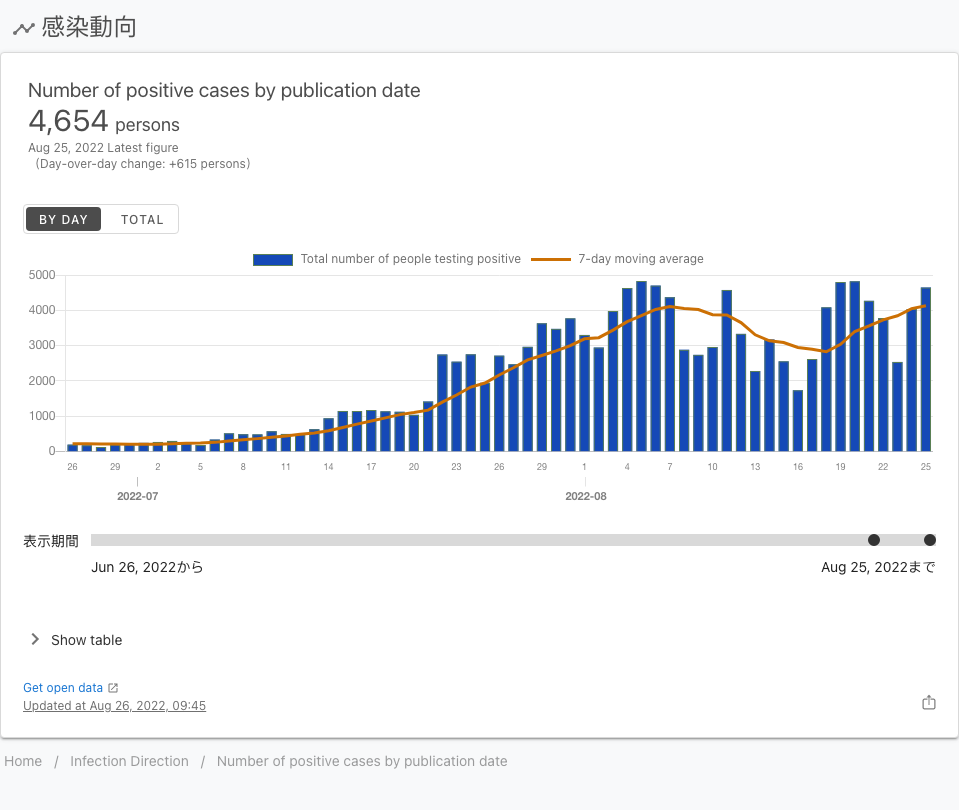 感染動向
Number of positive cases by publication date
4,654 persons
Aug 25, 2022 Latest figure
(Day-over-day change: +615 persons)
BY DAY TOTAL
Total number of people testing positive 7-day moving average
5000
4000
3000
2000
1000
0
26 29 2 5 8 11 14 17 20 23 26 29 1 4 7 10 13 16 19 22 25
2022-07 2022-08
表示期間
Jun 26, 2022から Aug 25, 2022まで
Show table
Get open data
Updated at Aug 26, 2022, 09:45
Home / Infection Direction / Number of positive cases by publication date